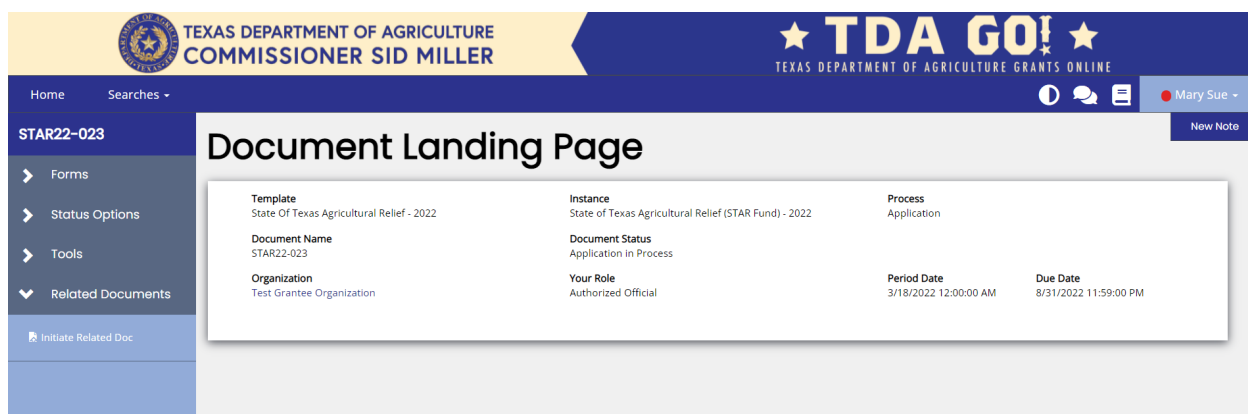 TEXAS DEPARTMENT OF AGRICULTURE
COMMISSIONER SID MILLER
TDA GO!
TEXAS DEPARTMENT OF AGRICULTURE GRANTS ONLINE
Home Searches Mary Sue
New Note
STAR22-023
Forms
Status Options
Tools
Related Documents
Initiate Related Doc
Document Landing Page
Template Instance Process
State Of Texas Agricultural Relief - 2022 State of Texas Agricultural Relief (STAR Fund) - 2022 Application
Document Name Document Status
STAR22-023 Application in Process
Organization Your Role Period Date Due Date
Test Grantee Organization Authorized Official 3/18/2022 12:00:00 AM 8/31/2022 11:59:00 PM